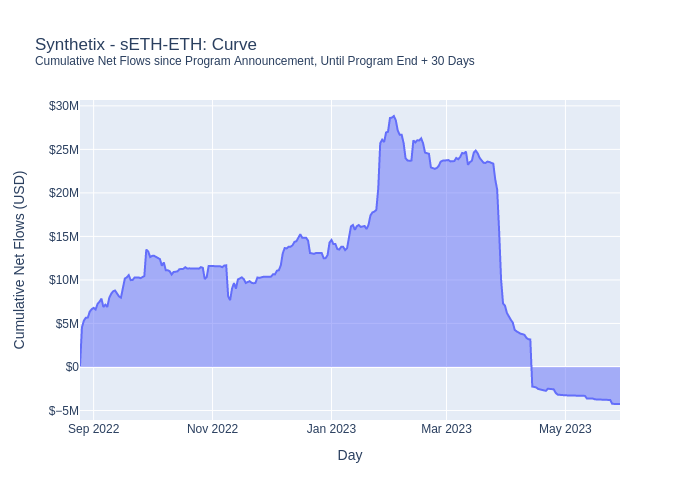 Synthetix - sETH-ETH: Curve
Cumulative Net Flows since Program Announcement, Until Program End + 30 Days
Cumulative Net Flows (USD)
$30M
$25M
$20M
$15M
$10M
$5M
$0
$−5M
Sep 2022 Nov 2022 Jan 2023 Mar 2023 May 2023
Day